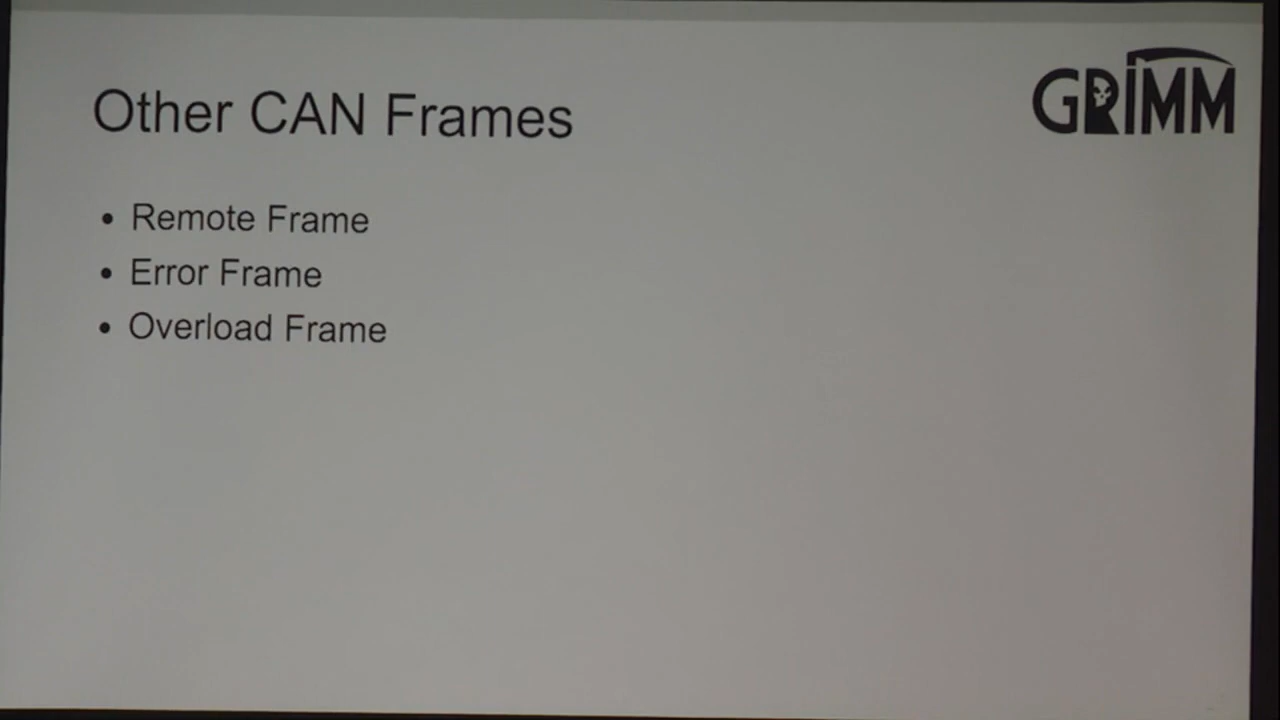 Other CAN Frames
GRIMM
• Remote Frame
• Error Frame
• Overload Frame